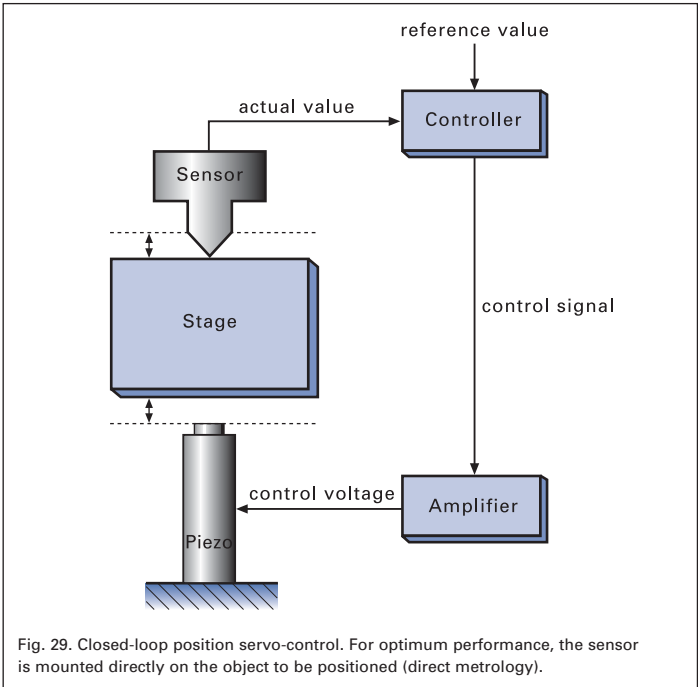 reference value
actual value
Controller
Sensor
Stage
control signal
control voltage
Amplifier
Piezo
Fig. 29. Closed-loop position servo-control. For optimum performance, the sensor
is mounted directly on the object to be positioned (direct metrology).